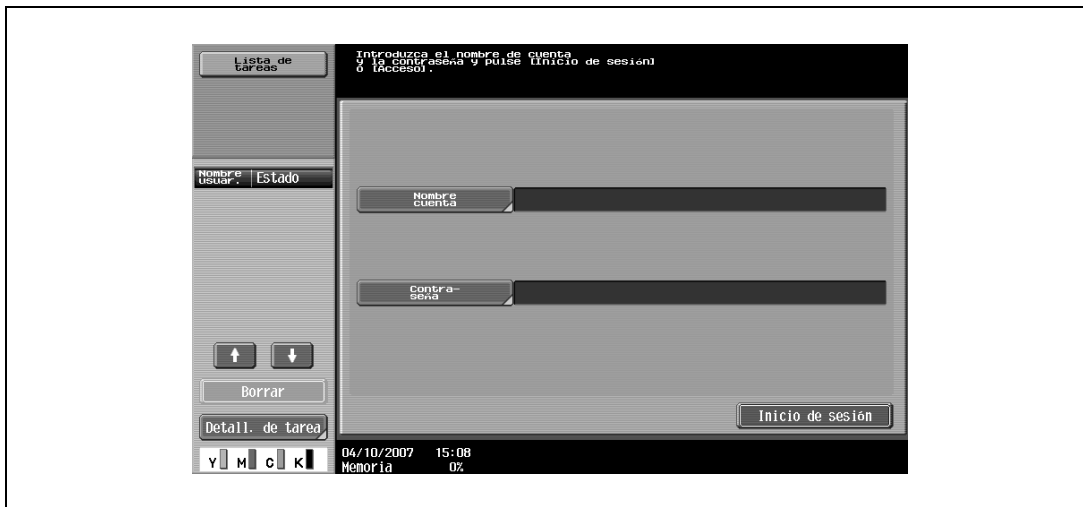 Lista de
tareas
Introduzca el nombre de cuenta
y la contraseña y pulse [Inicio de sesión]
o [Acceso].
Nombre
usuar.
Estado
Nombre
cuenta
Contra-
seña
Borrar
Detall. de tarea
Inicio de sesión
Y M C K
04/10/2007 15:08
Memoria 0%